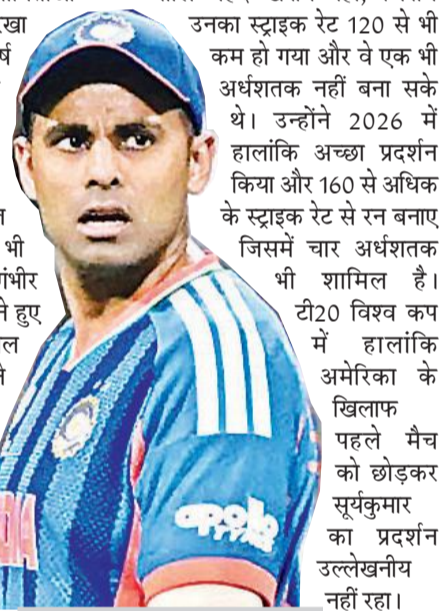 उनका स्ट्राइक रेट 120 से भी
कम हो गया और वे एक भी
अर्धशतक नहीं बना सके
थे। उन्होंने 2026 में
हालांकि अच्छा प्रदर्शन
किया और 160 से अधिक
के स्ट्राइक रेट से रन बनाए
जिसमें चार अर्धशतक
भी शामिल है।
टी20 विश्व कप
में हालांकि
अमेरिका के
खिलाफ
पहले मैच
को छोड़कर
सूर्यकुमार
का प्रदर्शन
उल्लेखनीय
नहीं रहा।
भी
हुए
apollo
TYRES